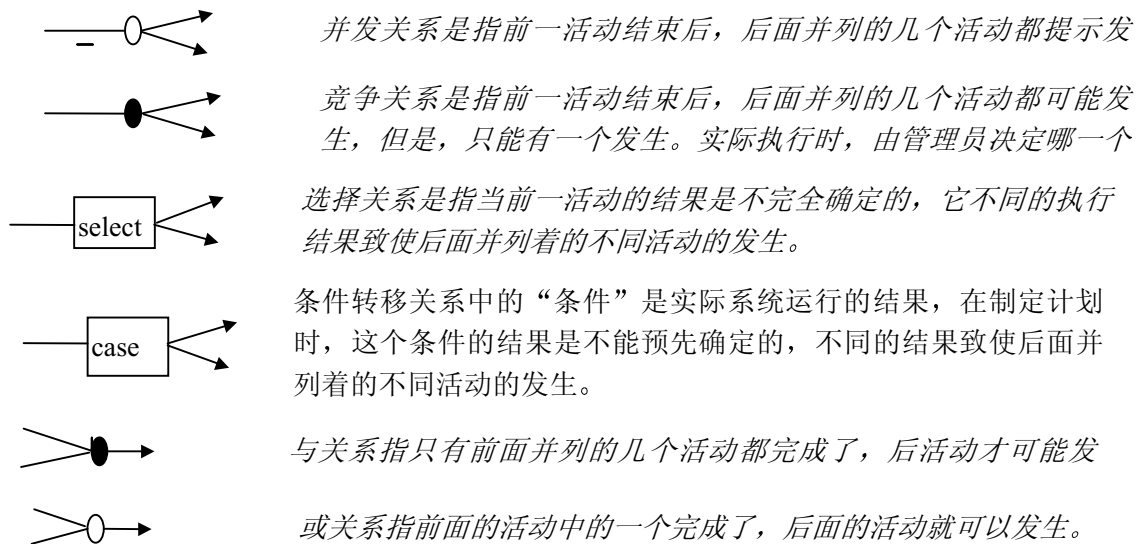 并发关系是指前一活动结束后，后面并列的几个活动都提示发
竞争关系是指前一活动结束后，后面并列的几个活动都可能发
生，但是，只能有一个发生。实际执行时，由管理员决定哪一个
选择关系是指当前一活动的结果是不完全确定的，它不同的执行
select
结果致使后面并列着的不同活动的发生。
条件转移关系中的“条件”是实际系统运行的结果，在制定计划
case
时，这个条件的结果是不能预先确定的，不同的结果致使后面并
列着的不同活动的发生。
与关系指只有前面并列的几个活动都完成了，后活动才可能发
或关系指前面的活动中的一个完成了，后面的活动就可以发生。